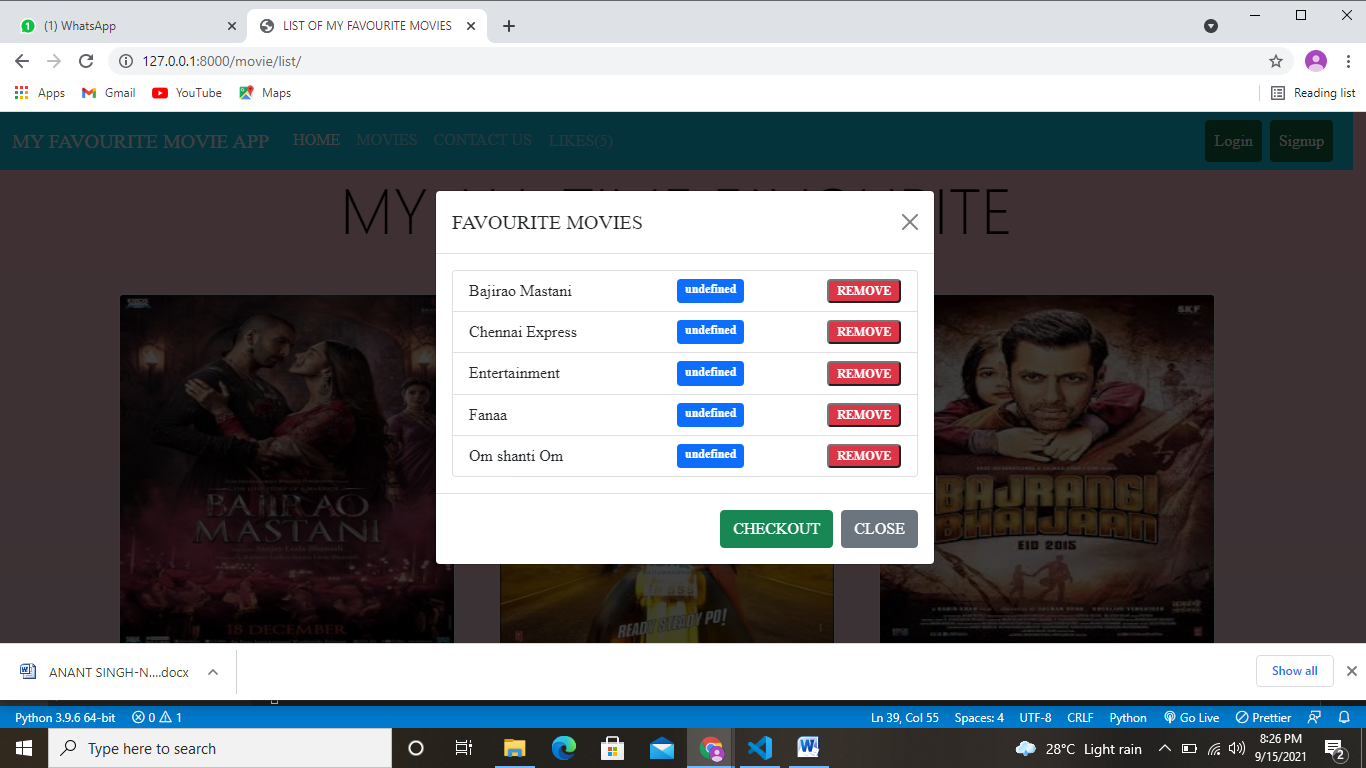 (1) WhatsApp
LIST OF MY FAVOURITE MOVIES
127.0.0.1:8000/movie/list/
Apps Gmail YouTube Maps Reading list
MY FAVOURITE MOVIE APP HOME MOVIES CONTACT US LIKES(5) Login Signup
FAVOURITE MOVIES
Bajirao Mastani undefined REMOVE
Chennai Express undefined REMOVE
Entertainment undefined REMOVE
Fanaa undefined REMOVE
Om shanti Om undefined REMOVE
CHECKOUT CLOSE
EROS
BAJIRAO
MASTANI
18 DECEMBER
READY STEADY PO!
SKF
BAJRANGI
BHAIJAAN
EID 2015
ANANT SINGH-N....docx Show all
Python 3.9.6 64-bit 0 1 Ln 39, Col 55 Spaces: 4 UTF-8 CRLF Python Go Live Prettier
Type here to search 28°C Light rain 8:26 PM
9/15/2021 2